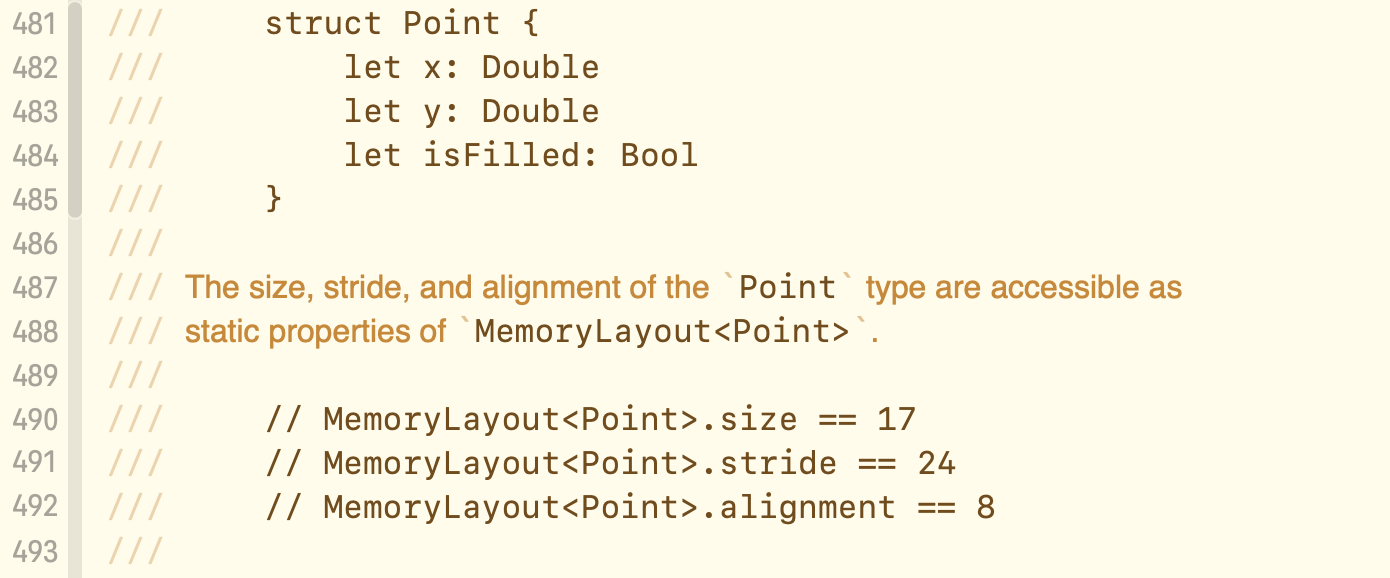 481 ///     struct Point {
482 ///         let x: Double
483 ///         let y: Double
484 ///         let isFilled: Bool
485 ///     }
486 ///
487 /// The size, stride, and alignment of the `Point` type are accessible as
488 /// static properties of `MemoryLayout<Point>`.
489 ///
490 ///     // MemoryLayout<Point>.size == 17
491 ///     // MemoryLayout<Point>.stride == 24
492 ///     // MemoryLayout<Point>.alignment == 8
493 ///